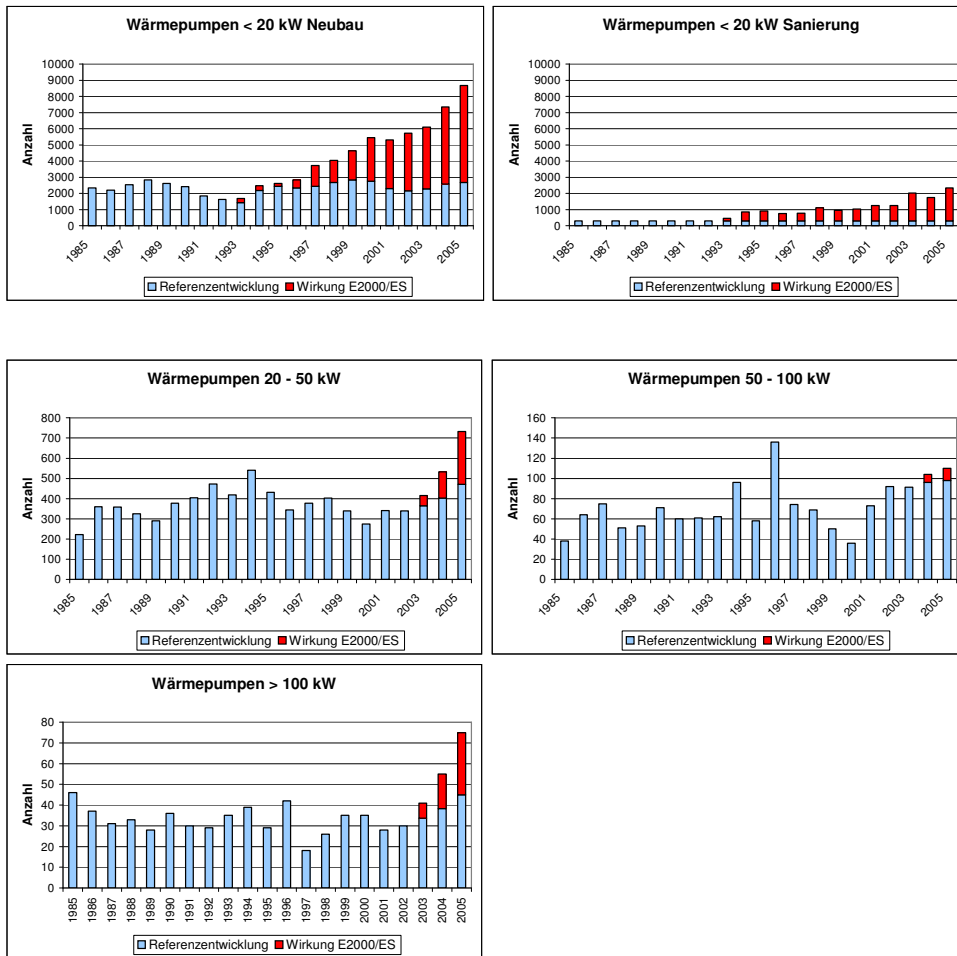 Wärmepumpen < 20 kW Neubau
Anzahl
10000
9000
8000
7000
6000
5000
4000
3000
2000
1000
0
1985 1987 1989 1991 1993 1995 1997 1999 2001 2003 2005
Referenzentwicklung Wirkung E2000/ES
Wärmepumpen < 20 kW Sanierung
Anzahl
10000
9000
8000
7000
6000
5000
4000
3000
2000
1000
0
1985 1987 1989 1991 1993 1995 1997 1999 2001 2003 2005
Referenzentwicklung Wirkung E2000/ES
Wärmepumpen 20 - 50 kW
Anzahl
800
700
600
500
400
300
200
100
0
1985 1987 1989 1991 1993 1995 1997 1999 2001 2003 2005
Referenzentwicklung Wirkung E2000/ES
Wärmepumpen 50 - 100 kW
Anzahl
160
140
120
100
80
60
40
20
0
1985 1987 1989 1991 1993 1995 1997 1999 2001 2003 2005
Referenzentwicklung Wirkung E2000/ES
Wärmepumpen > 100 kW
Anzahl
80
70
60
50
40
30
20
10
0
1985 1986 1987 1988 1989 1990 1991 1992 1993 1994 1995 1996 1997 1998 1999 2000 2001 2002 2003 2004 2005
Referenzentwicklung Wirkung E2000/ES